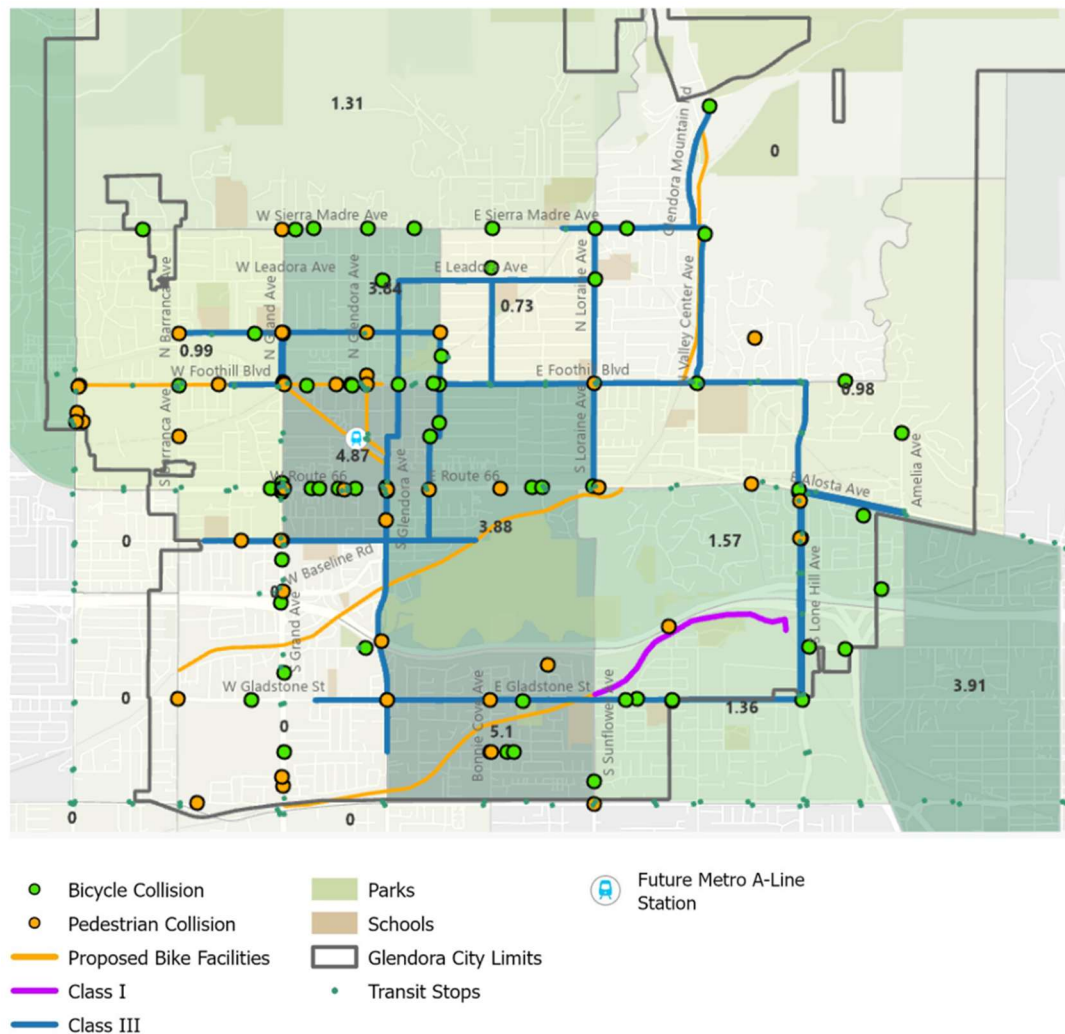 1.31
0
Glendora Mountain Rd
W Sierra Madre Ave
E Sierra Madre Ave
N Barranca Ave
W Leadora Ave
N Glendora Ave
E Leadora Ave
N Loraine Ave
N Grand Ave
3.84
0.73
N Valley Center Ave
0.99
W Foothill Blvd
E Foothill Blvd
0.98
S Barranca Ave
4.87
S Loraine Ave
W Route 66
E Route 66
S Glendora Ave
E Alosta Ave
Amelia Ave
3.88
0
1.57
W Baseline Rd
S Lone Hill Ave
S Grand Ave
W Gladstone St
E Gladstone St
S Sunflower Ave
Bonnie Cove Ave
3.91
0
1.36
0
5.1
0
0
Bicycle Collision
Pedestrian Collision
Proposed Bike Facilities
Class I
Class III
Parks
Schools
Glendora City Limits
Transit Stops
Future Metro A-Line
Station